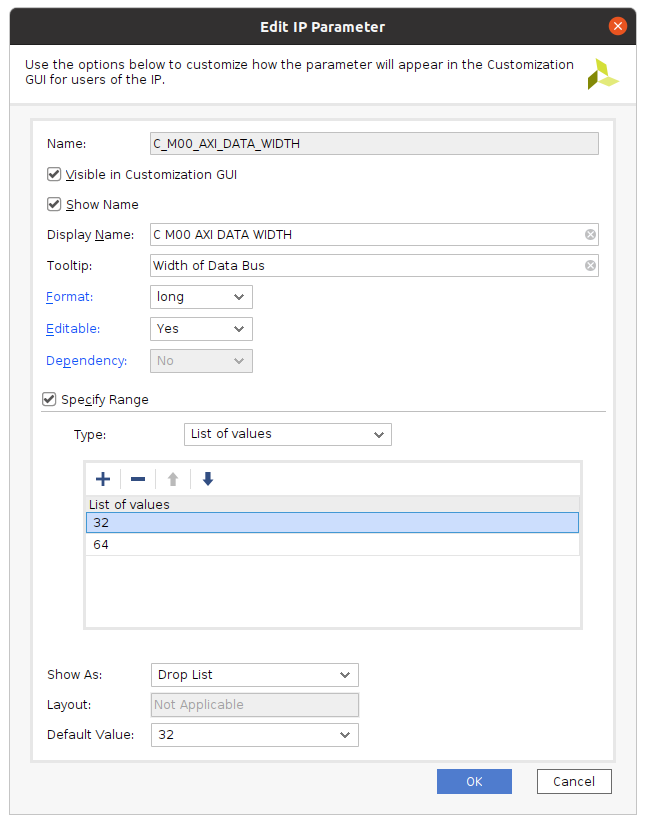 Edit IP Parameter
Use the options below to customize how the parameter will appear in the Customization
GUI for users of the IP.
Name: C_M00_AXI_DATA_WIDTH
Visible in Customization GUI
Show Name
Display Name: C M00 AXI DATA WIDTH
Tooltip: Width of Data Bus
Format: long
Editable: Yes
Dependency: No
Specify Range
Type: List of values
List of values
32
64
Show As: Drop List
Layout: Not Applicable
Default Value: 32
OK Cancel